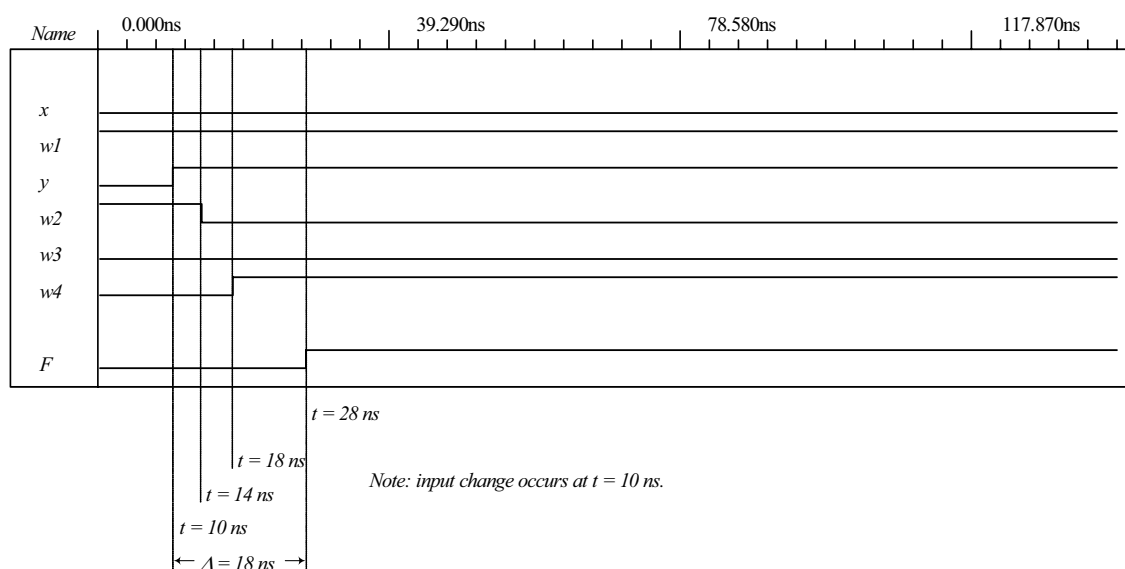 Name 0.000ns 39.290ns 78.580ns 117.870ns
x
w1
y
w2
w3
w4
F
t = 28 ns
t = 18 ns
Note: input change occurs at t = 10 ns.
t = 14 ns
t = 10 ns
Δ = 18 ns